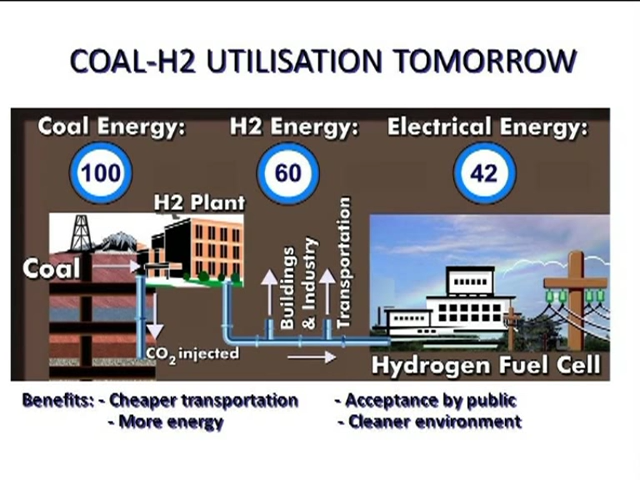 COAL-H2 UTILISATION TOMORROW
Coal Energy: H2 Energy: Electrical Energy:
100 60 42
H2 Plant
Coal
Buildings
& Industry
Transportation
CO2 injected
Hydrogen Fuel Cell
Benefits: - Cheaper transportation - Acceptance by public
- More energy - Cleaner environment